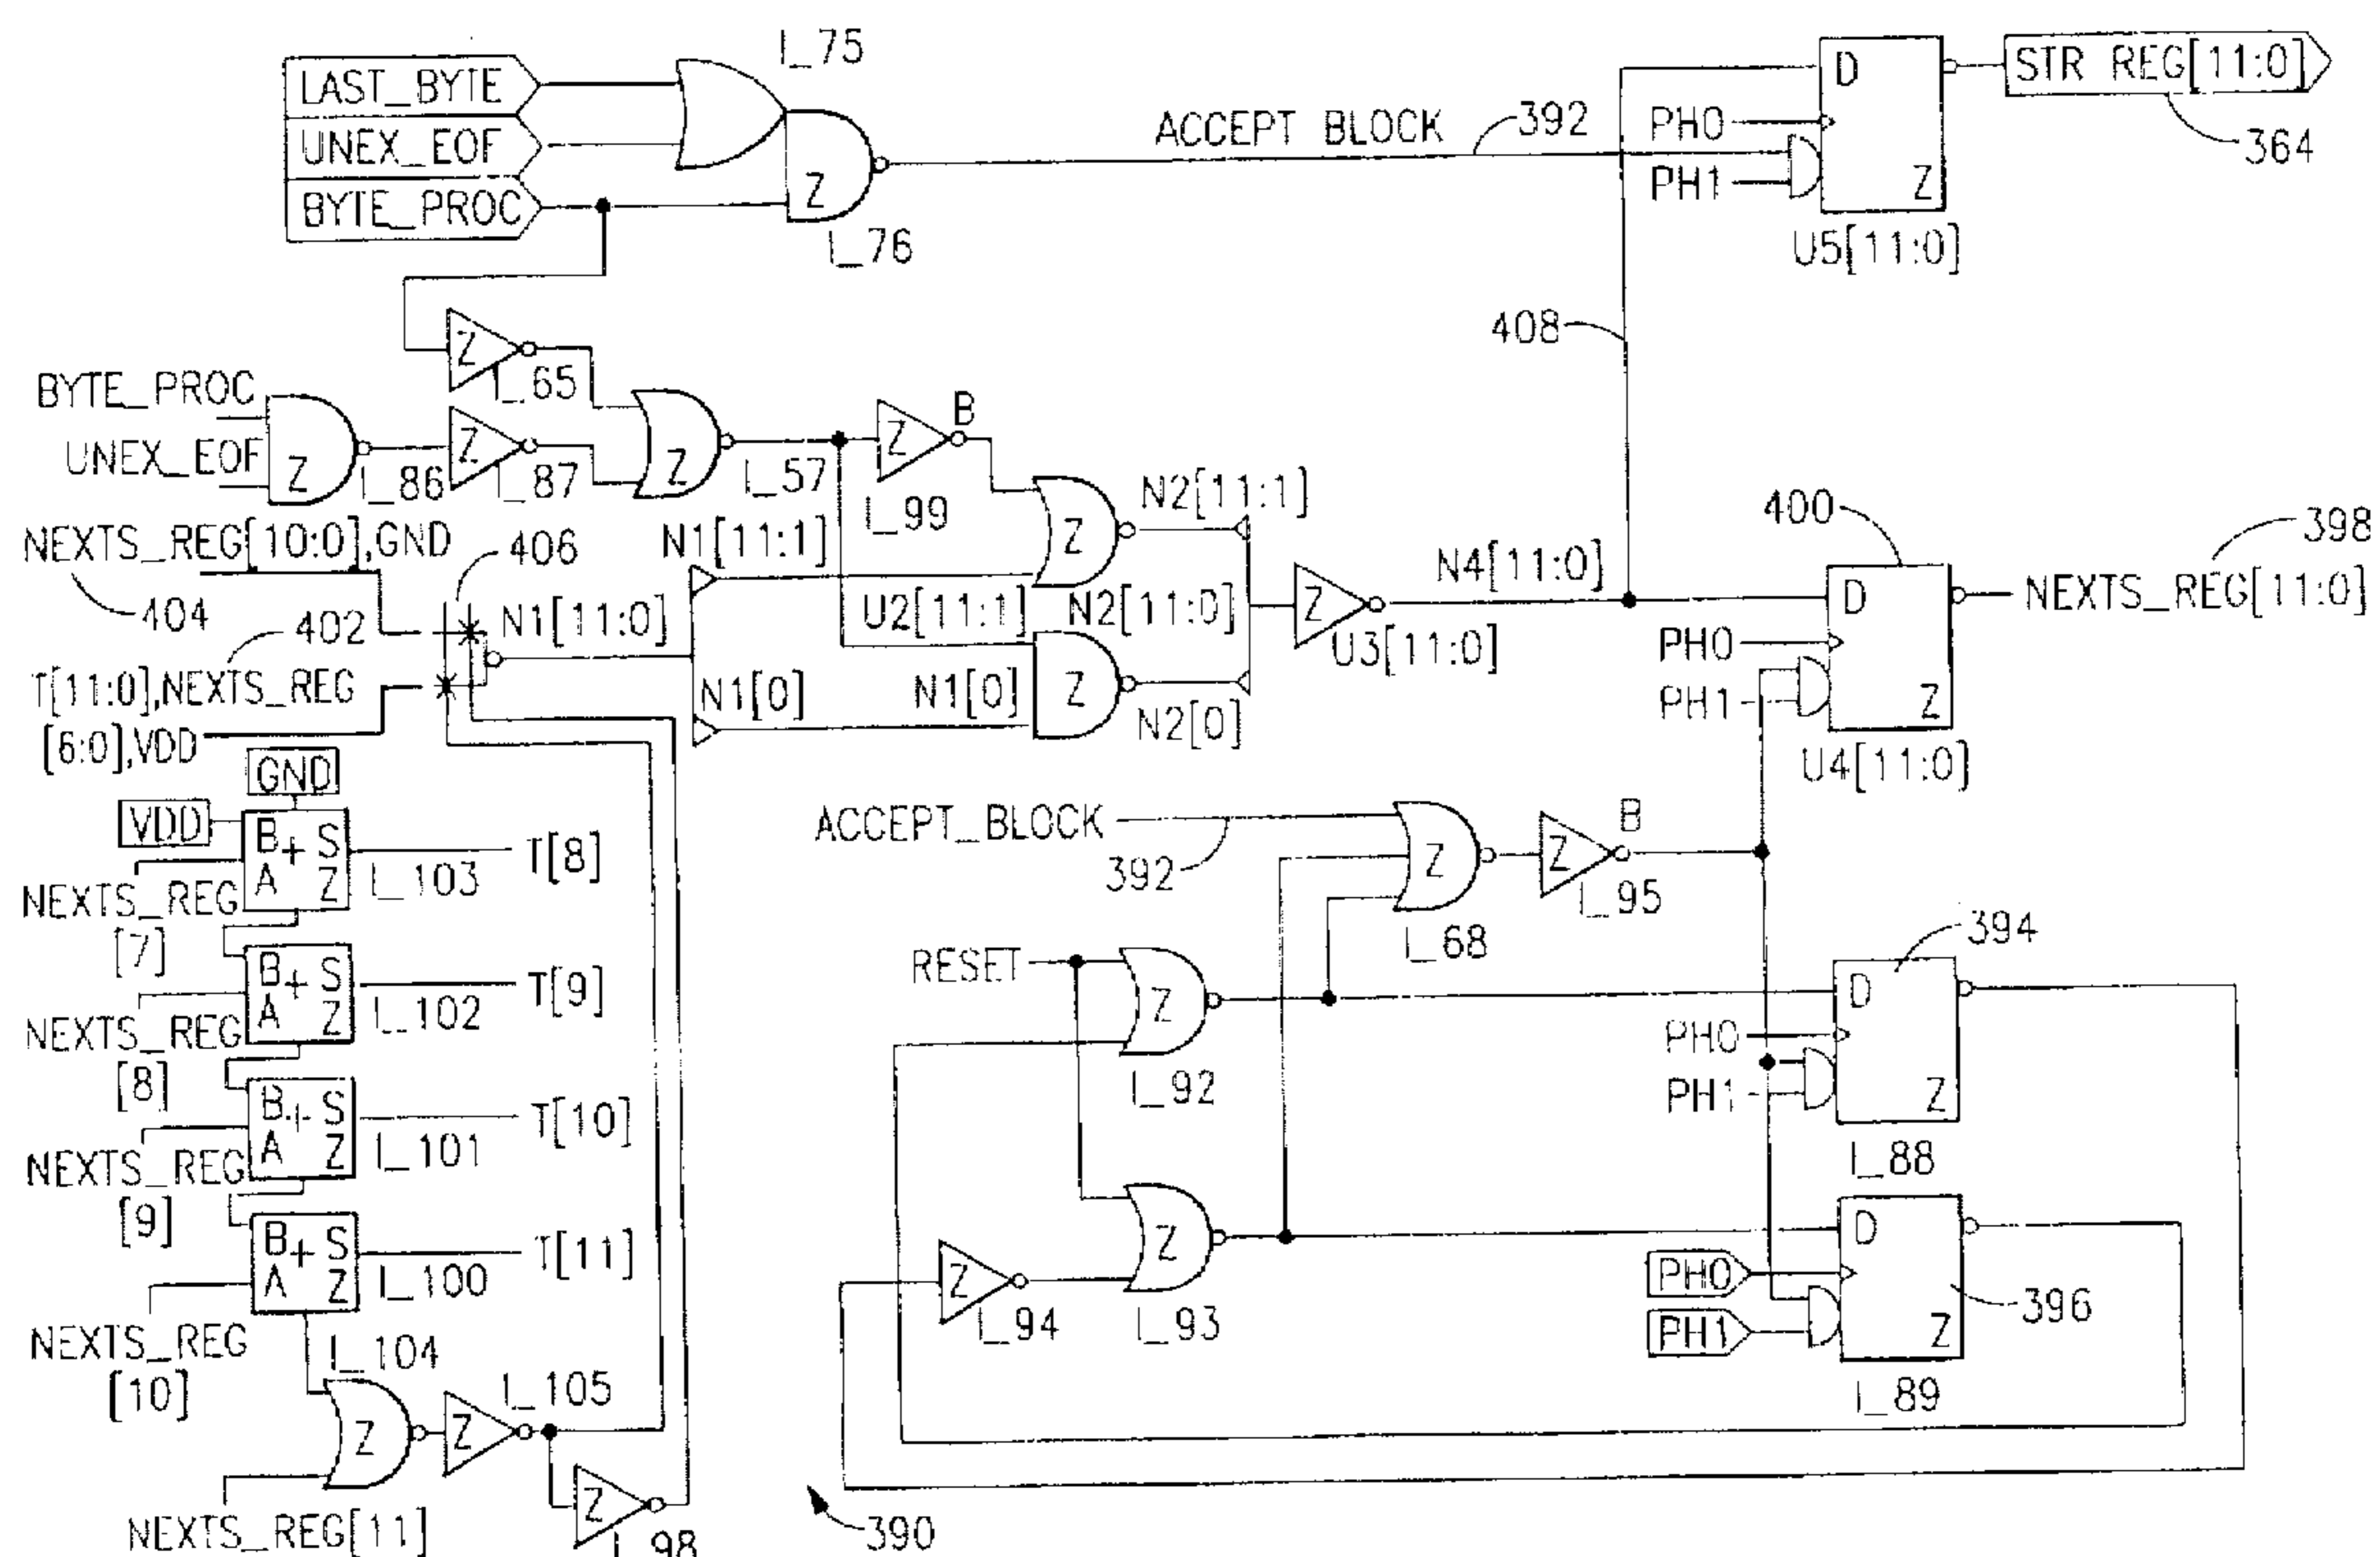 LAST_BYTE
UNEX_EOF
BYTE_PROC
I_75
Z
I_76
ACCEPT BLOCK
392
D
PH0
PH1
Z
U5[11:0]
STR REG[11:0]
364
408
BYTE_PROC
UNEX_EOF
Z
I_86
Z
I_65
Z
I_87
Z
I_57
Z
B
I_99
NEXTS_REG[10:0],GND
404
406
402
T[11:0],NEXTS_REG
[6:0],VDD
N1[11:0]
N1[11:1]
N1[0]
Z
U2[11:1]
N2[11:1]
N2[11:0]
N1[0]
Z
N2[0]
Z
U3[11:0]
N4[11:0]
400
D
PH0
PH1
Z
U4[11:0]
398
NEXTS_REG[11:0]
GND
VDD
B + S
A Z
I_103
T[8]
NEXTS_REG
[7]
B + S
A Z
I_102
T[9]
NEXTS_REG
[8]
B + S
A Z
I_101
T[10]
NEXTS_REG
[9]
B + S
A Z
I_100
T[11]
NEXTS_REG
[10]
I_104
Z
Z
I_105
NEXTS_REG[11]
Z
I_98
ACCEPT_BLOCK
392
Z
I_68
Z
B
I_95
RESET
Z
I_92
394
D
PH0
PH1
Z
I_88
Z
I_94
Z
I_93
D
PH0
PH1
Z
396
I_89
390